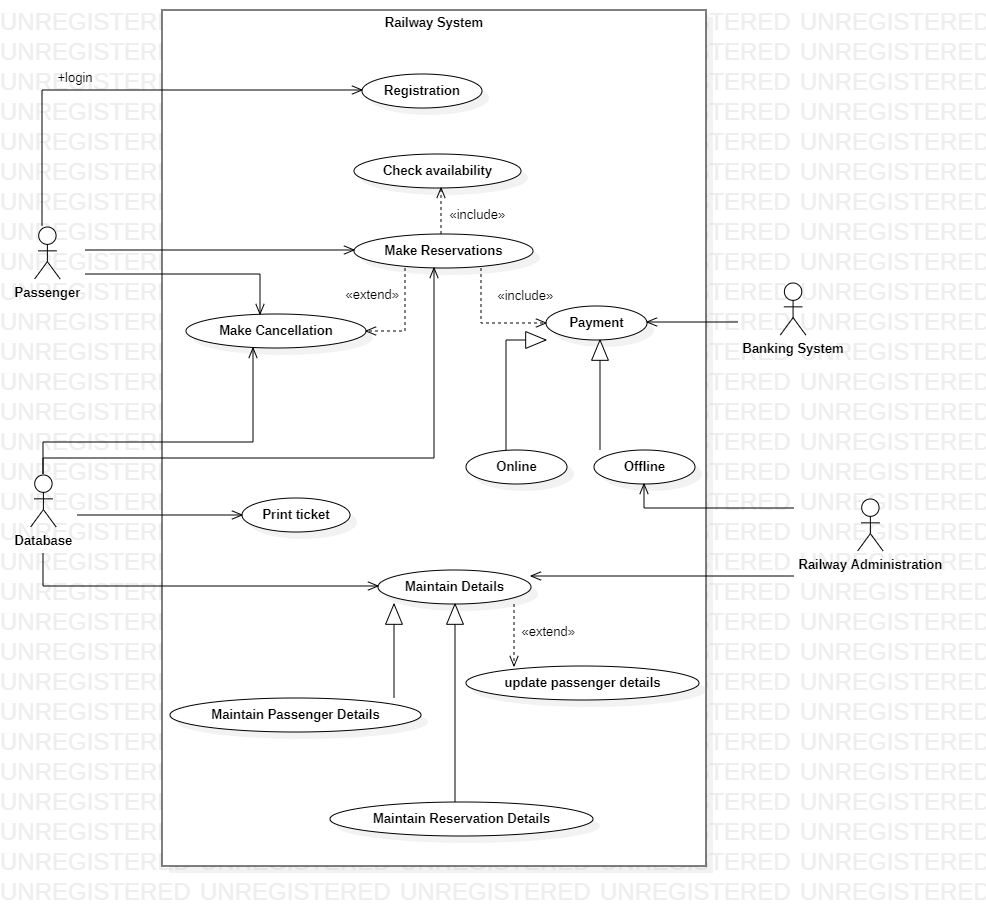 Railway System
+login
Registration
Check availability
«include»
Make Reservations
Passenger
«extend»
«include»
Make Cancellation
Payment
Banking System
Online
Offline
Print ticket
Database
Railway Administration
Maintain Details
«extend»
update passenger details
Maintain Passenger Details
Maintain Reservation Details
UNREGISTERED UNREGISTERED UNREGISTERED UNREGISTERED UNREGISTERED